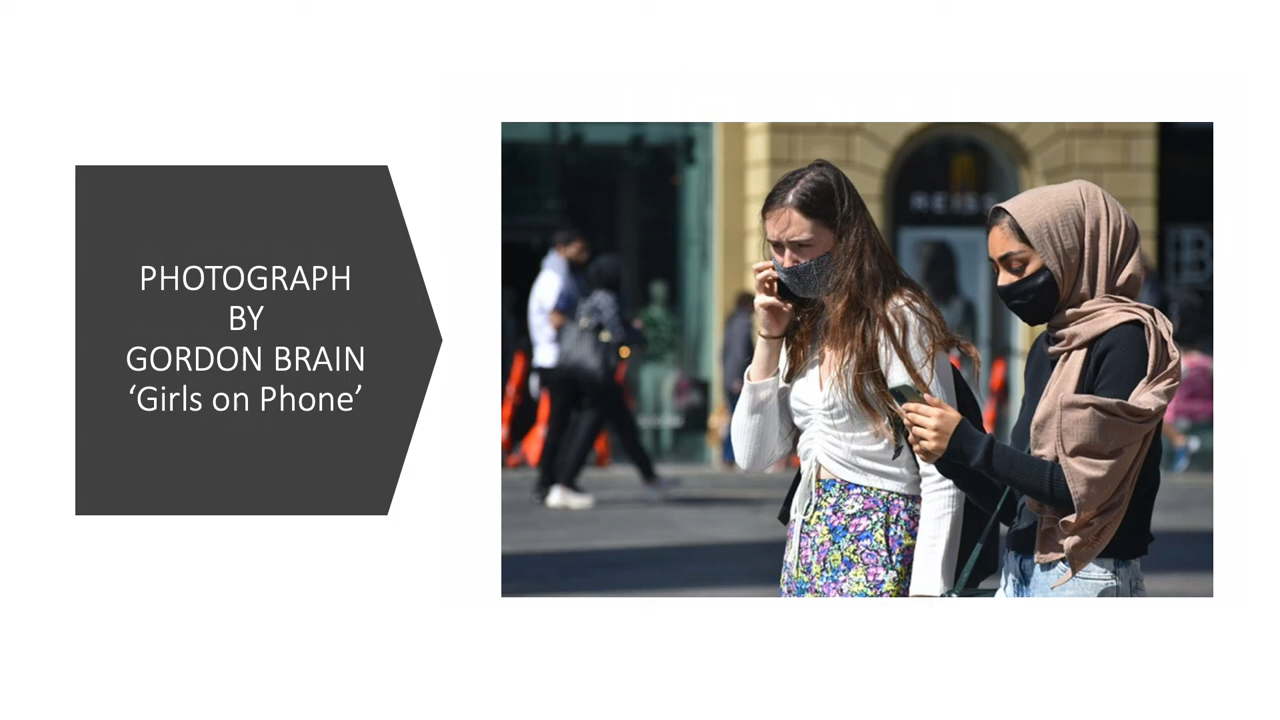 PHOTOGRAPH
BY
GORDON BRAIN
‘Girls on Phone’
REISS